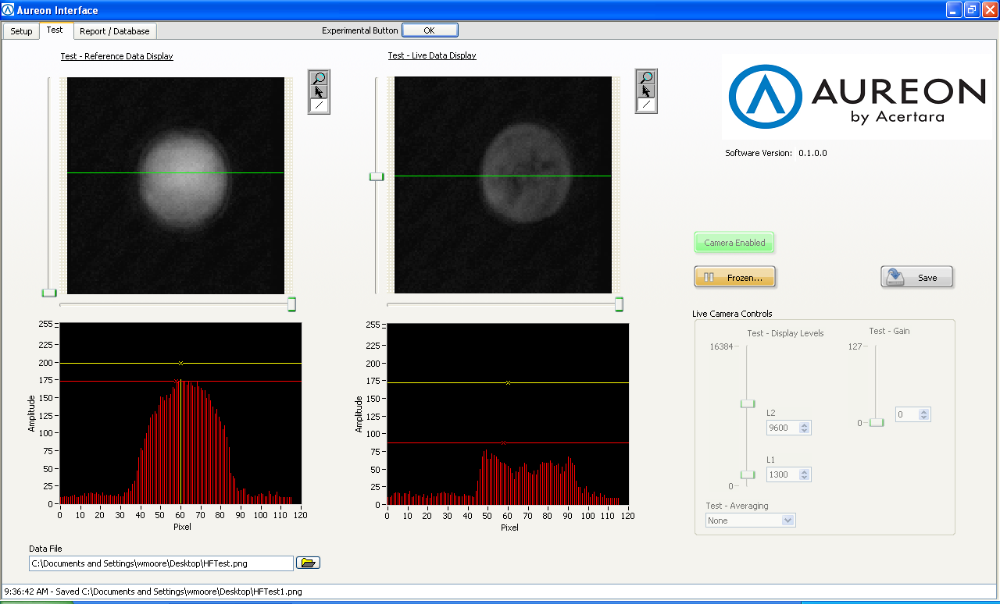 Aureon Interface
Setup Test Report / Database Experimental Button OK
Test - Reference Data Display
Test - Live Data Display
AUREON
by Acertara
Software Version: 0.1.0.0
Camera Enabled
Frozen...
Save
255
225
200
175
150
125
100
75
50
25
0
Amplitude
0 10 20 30 40 50 60 70 80 90 100 110 120
Pixel
255
225
200
175
150
125
100
75
50
25
0
Amplitude
0 10 20 30 40 50 60 70 80 90 100 110 120
Pixel
Live Camera Controls
Test - Display Levels
16384
0
L2
9600
L1
1300
Test - Gain
127
0
0
Test - Averaging
None
Data File
C:\Documents and Settings\wmoore\Desktop\HFTest.png
9:36:42 AM - Saved C:\Documents and Settings\wmoore\Desktop\HFTest1.png